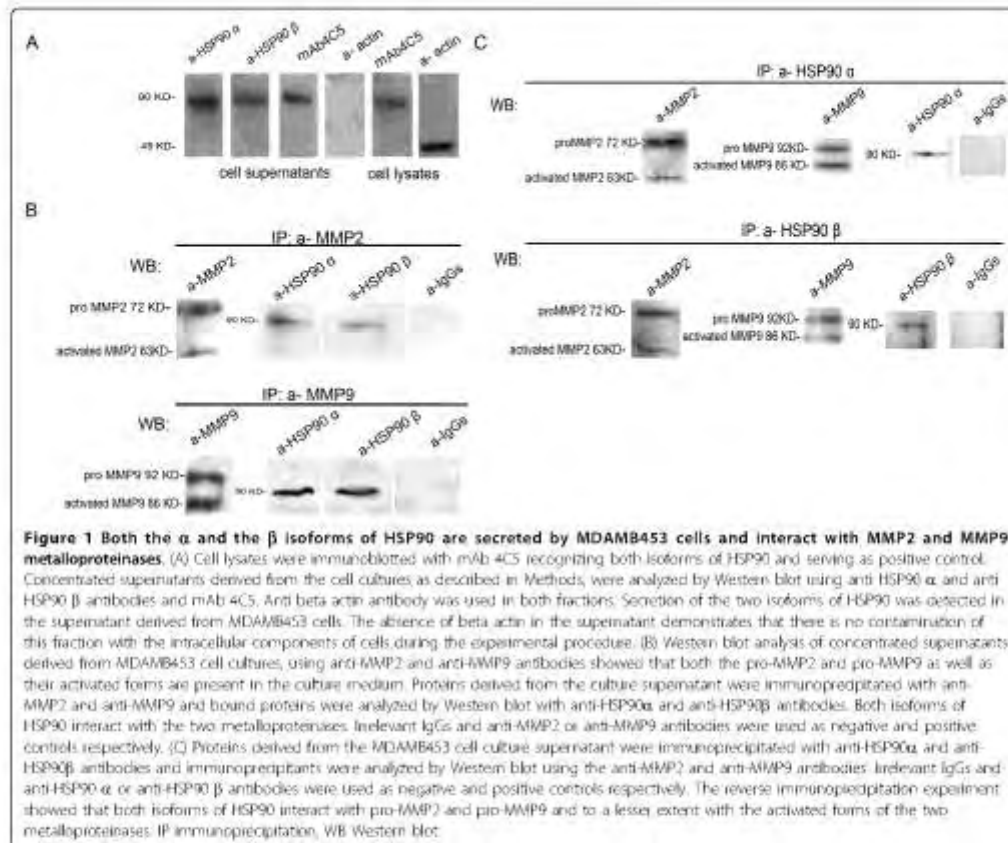 A
a-HSP90 α
a-HSP90 β
mAb4C5
a- actin
mAb4C5
a- actin
90 KD-
45 KD-
cell supernatants
cell lysates
B
IP: a- MMP2
WB:
a-MMP2
a-HSP90 α
a-HSP90 β
a-IgGs
pro MMP2 72 KD-
90 KD-
activated MMP2 63KD-
IP: a- MMP9
WB:
a-MMP9
a-HSP90 α
a-HSP90 β
a-IgGs
pro MMP9 92 KD-
90 KD-
activated MMP9 86 KD-
C
IP: a- HSP90 α
WB:
a-MMP2
a-MMP9
a-HSP90 α
a-IgGs
proMMP2 72 KD-
activated MMP2 63KD-
pro MMP9 92KD-
activated MMP9 86 KD-
90 KD-
IP: a- HSP90 β
WB:
a-MMP2
a-MMP9
a-HSP90 β
a-IgGs
proMMP2 72 KD-
activated MMP2 63KD-
pro MMP9 92KD-
activated MMP9 86 KD-
90 KD-
Figure 1 Both the α and the β isoforms of HSP90 are secreted by MDAMB453 cells and interact with MMP2 and MMP9
metalloproteinases. (A) Cell lysates were immunoblotted with mAb 4C5 recognizing both isoforms of HSP90 and serving as positive control.
Concentrated supernatants derived from the cell cultures as described in Methods, were analyzed by Western blot using anti HSP90 α and anti
HSP90 β antibodies and mAb 4C5. Anti beta actin antibody was used in both fractions. Secretion of the two isoforms of HSP90 was detected in
the supernatant derived from MDAMB453 cells. The absence of beta actin in the supernatant demonstrates that there is no contamination of
this fraction with the intracellular components of cells during the experimental procedure. (B) Western blot analysis of concentrated supernatants
derived from MDAMB453 cell cultures, using anti-MMP2 and anti-MMP9 antibodies showed that both the pro-MMP2 and pro-MMP9 as well as
their activated forms are present in the culture medium. Proteins derived from the culture supernatant were immunoprecipitated with anti-
MMP2 and anti-MMP9 and bound proteins were analyzed by Western blot with anti-HSP90α and anti-HSP90β antibodies. Both isoforms of
HSP90 interact with the two metalloproteinases. Irrelevant IgGs and anti-MMP2 or anti-MMP9 antibodies were used as negative and positive
controls respectively. (C) Proteins derived from the MDAMB453 cell culture supernatant were immunoprecipitated with anti-HSP90α and anti-
HSP90β antibodies and immunoprecipitants were analyzed by Western blot using the anti-MMP2 and anti-MMP9 antibodies. Irrelevant IgGs and
anti-HSP90 α or anti-HSP90 β antibodies were used as negative and positive controls respectively. The reverse immunoprecipitation experiment
showed that both isoforms of HSP90 interact with pro-MMP2 and pro-MMP9 and to a lesser extent with the activated forms of the two
metalloproteinases. IP immunoprecipitation, WB Western blot